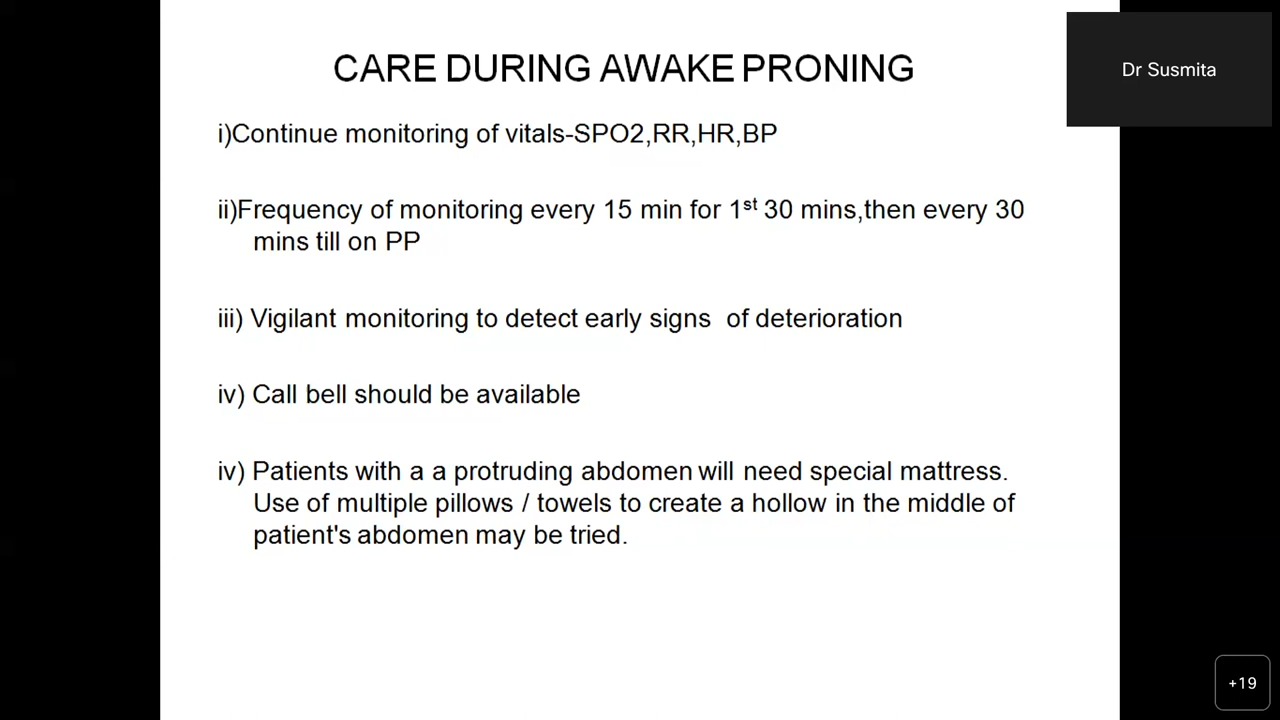 CARE DURING AWAKE PRONING
Dr Susmita
i)Continue monitoring of vitals-SPO2,RR,HR,BP
ii)Frequency of monitoring every 15 min for 1st 30 mins,then every 30
mins till on PP
iii) Vigilant monitoring to detect early signs of deterioration
iv) Call bell should be available
iv) Patients with a a protruding abdomen will need special mattress.
Use of multiple pillows / towels to create a hollow in the middle of
patient's abdomen may be tried.
+19